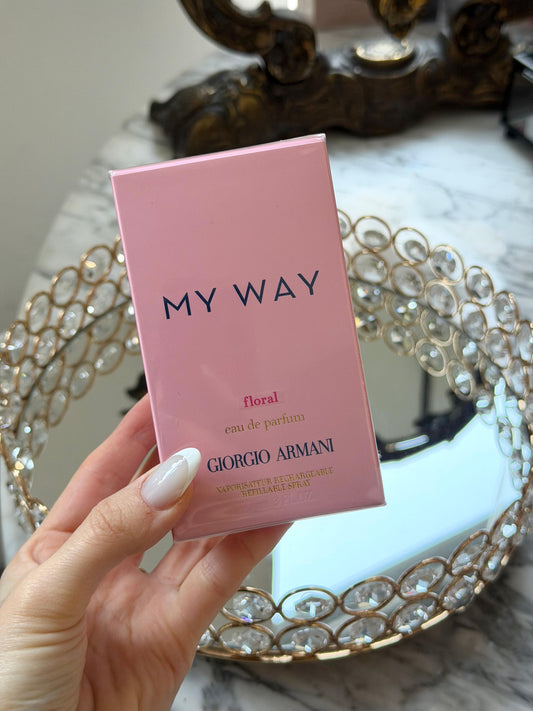 MY WAY
floral
eau de parfum
GIORGIO ARMANI
VAPORISATEUR RECHARGEABLE
REFILLABLE SPRAY